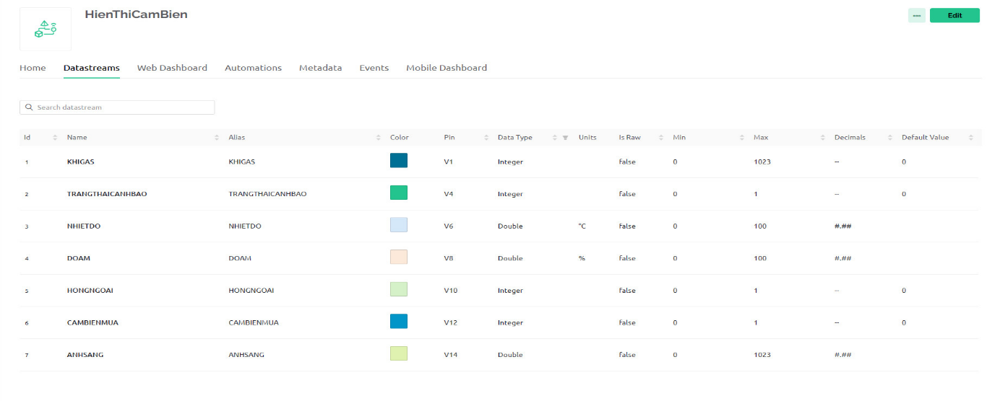 HienThiCamBien
--- Edit
Home Datastreams Web Dashboard Automations Metadata Events Mobile Dashboard
Search datastream
Id Name Alias Color Pin Data Type Units Is Raw Min Max Decimals Default Value
1 KHIGAS KHIGAS V1 Integer false 0 1023 -- 0
2 TRANGTHAICANHBAO TRANGTHAICANHBAO V4 Integer false 0 1 -- 0
3 NHIETDO NHIETDO V6 Double °C false 0 100 #.##
4 DOAM DOAM V8 Double % false 0 100 #.##
5 HONGNGOAI HONGNGOAI V10 Integer false 0 1 -- 0
6 CAMBIENMUA CAMBIENMUA V12 Integer false 0 1 -- 0
7 ANHSANG ANHSANG V14 Double false 0 1023 #.##